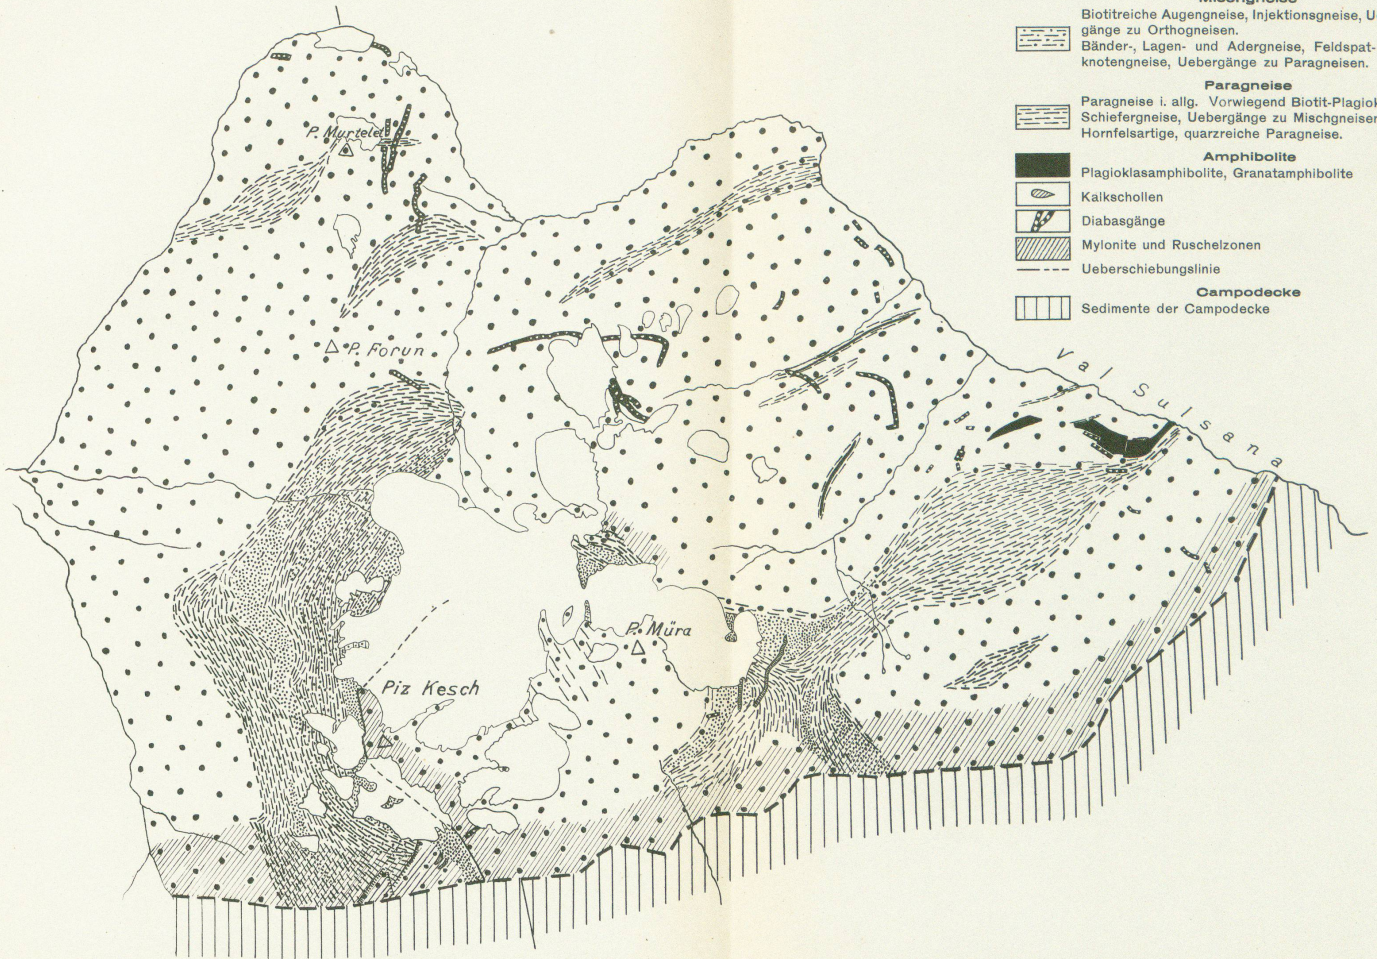 Biotitreiche Augengneise, Injektionsgneise, Ue
gänge zu Orthogneisen.
Bänder-, Lagen- und Adergneise, Feldspat-
knotengneise, Uebergänge zu Paragneisen.
Paragneise
Paragneise i. allg. Vorwiegend Biotit-Plagiok
Schiefergneise, Uebergänge zu Mischgneisen
Hornfelsartige, quarzreiche Paragneise.
Amphibolite
Plagioklasamphibolite, Granatamphibolite
Kalkschollen
Diabasgänge
Mylonite und Ruschelzonen
Ueberschiebungslinie
Campodecke
Sedimente der Campodecke
P. Murtelet
P. Forun
Val Sulsana
P. Müra
Piz Kesch